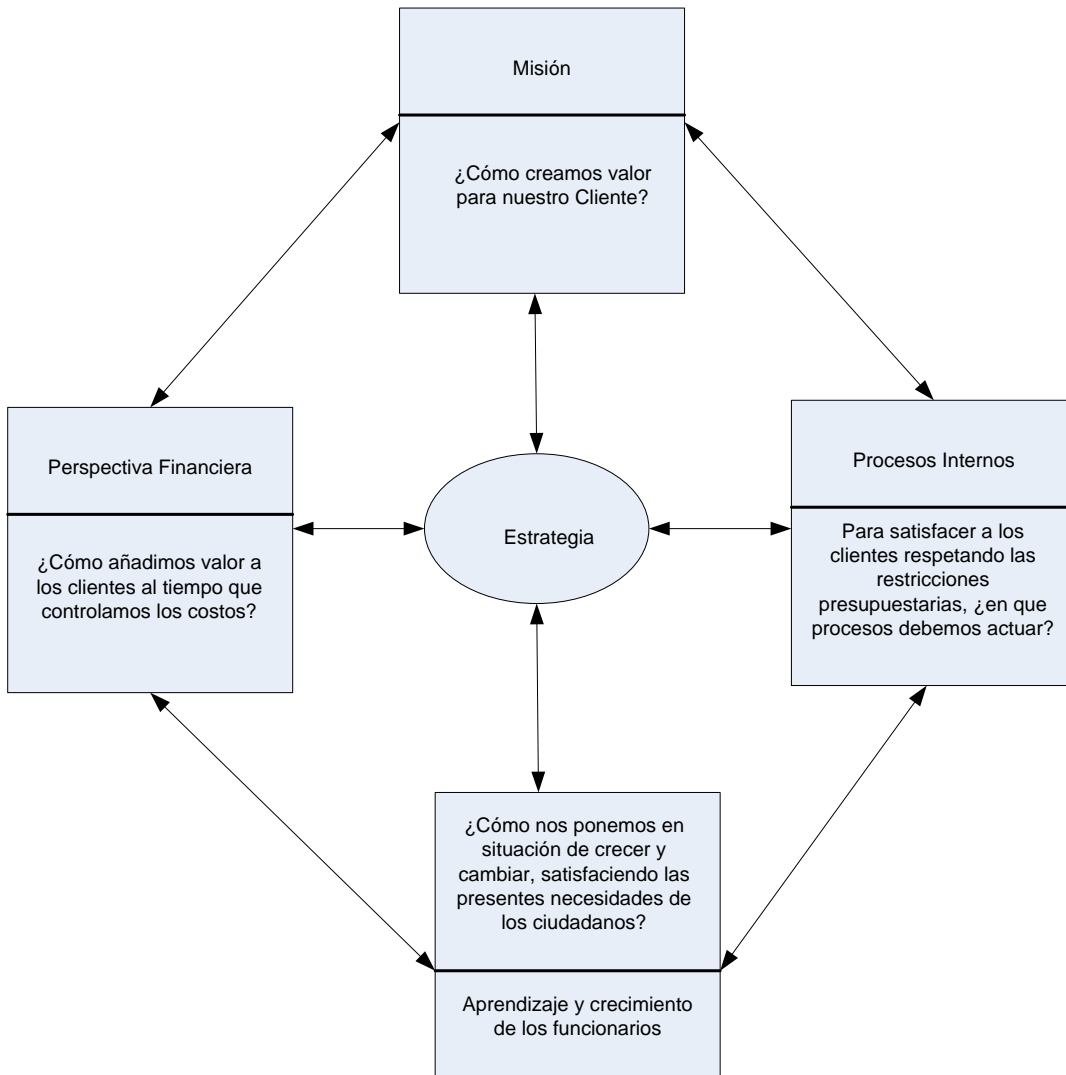 Misión
¿Cómo creamos valor
para nuestro Cliente?
Perspectiva Financiera
¿Cómo añadimos valor a
los clientes al tiempo que
controlamos los costos?
Estrategia
Procesos Internos
Para satisfacer a los
clientes respetando las
restricciones
presupuestarias, ¿en que
procesos debemos actuar?
¿Cómo nos ponemos en
situación de crecer y
cambiar, satisfaciendo las
presentes necesidades de
los ciudadanos?
Aprendizaje y crecimiento
de los funcionarios